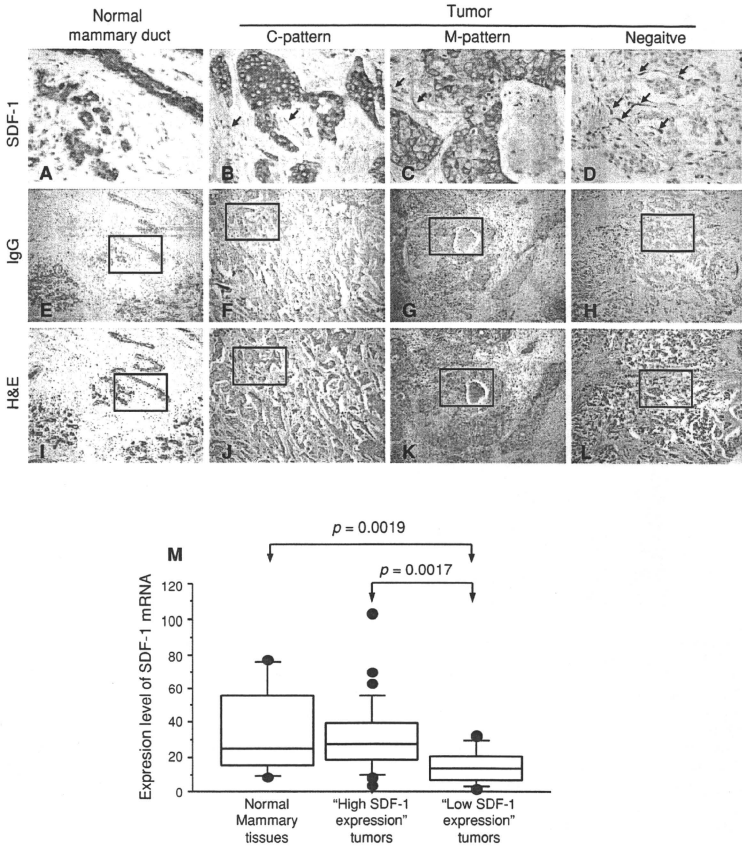 Normal
mammary duct
Tumor
C-pattern
M-pattern
Negaitve
SDF-1
A
B
C
D
IgG
E
F
G
H
H&E
I
J
K
L
M
p = 0.0019
p = 0.0017
Expresion level of SDF-1 mRNA
120
100
80
60
40
20
0
Normal
Mammary
tissues
"High SDF-1
expression"
tumors
"Low SDF-1
expression"
tumors